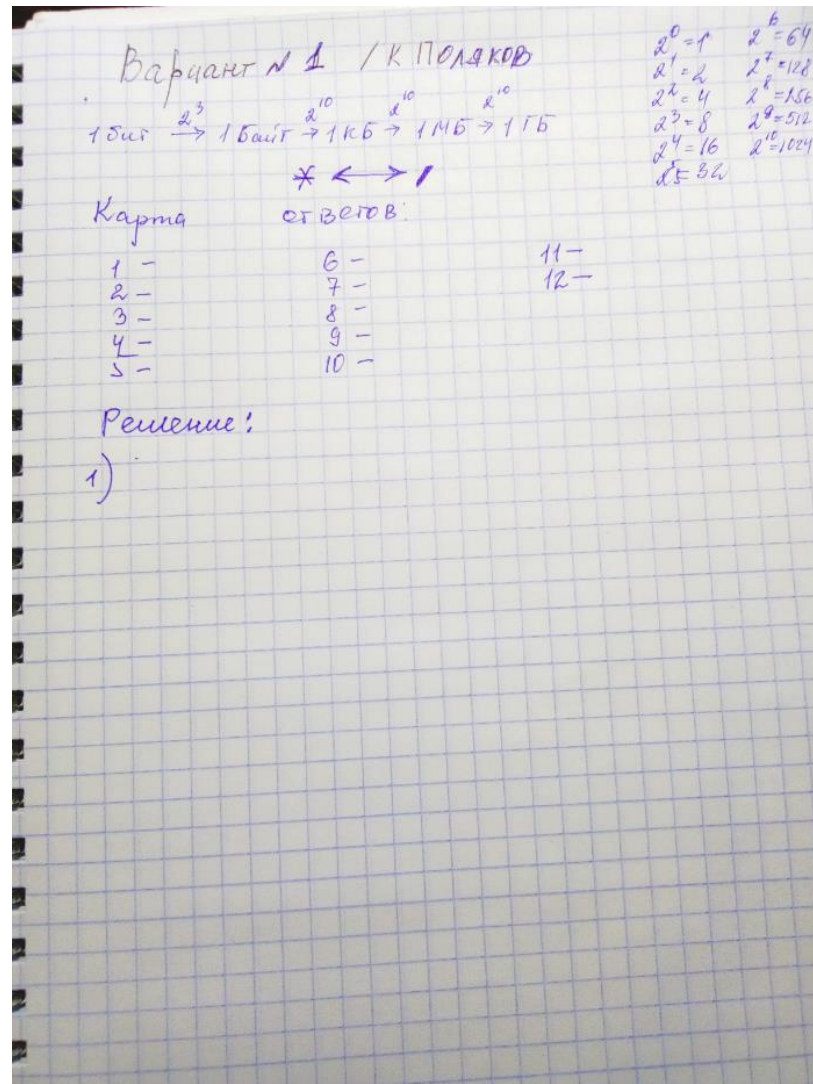 Вариант № 1 / К Поляков
1 бит 2³ → 1 Байт 2¹⁰ → 1 КБ 2¹⁰ → 1 МБ 2¹⁰ → 1 ГБ
* ⟷ /
2⁰ = 1 2⁶ = 64
2¹ = 2 2⁷ = 128
2² = 4 2⁸ = 256
2³ = 8 2⁹ = 512
2⁴ = 16 2¹⁰ = 1024
2⁵ = 32
Карта ответов:
1 - 6 - 11 -
2 - 7 - 12 -
3 - 8 -
4 - 9 -
5 - 10 -
Решение:
1)